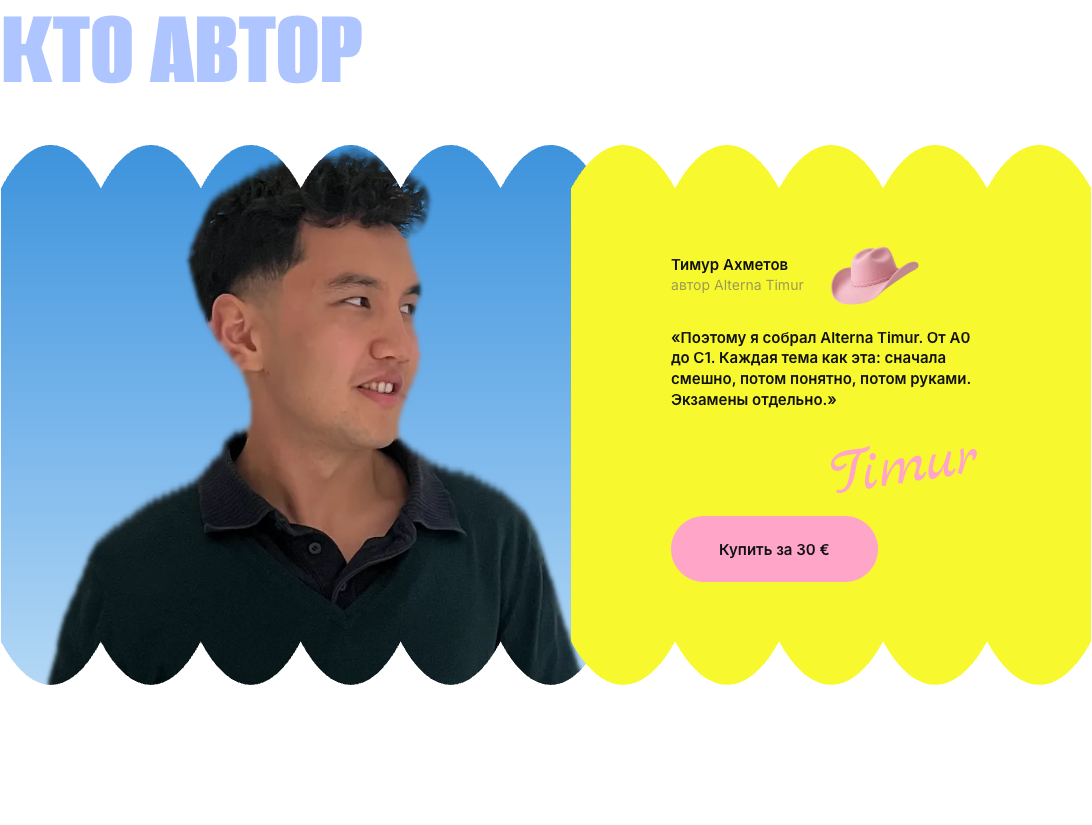 КТО АВТОР
Тимур Ахметов
автор Alterna Timur
«Поэтому я собрал Alterna Timur. От A0
до C1. Каждая тема как эта: сначала
смешно, потом понятно, потом руками.
Экзамены отдельно.»
Timur
Купить за 30 €